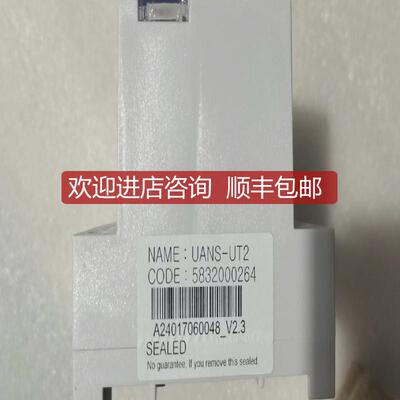 欢迎进店咨询 顺丰包邮
NAME : UANS-UT2
CODE : 5832000264
A24017060048_V2.3
SEALED
No guarantee, If you remove this sealed.